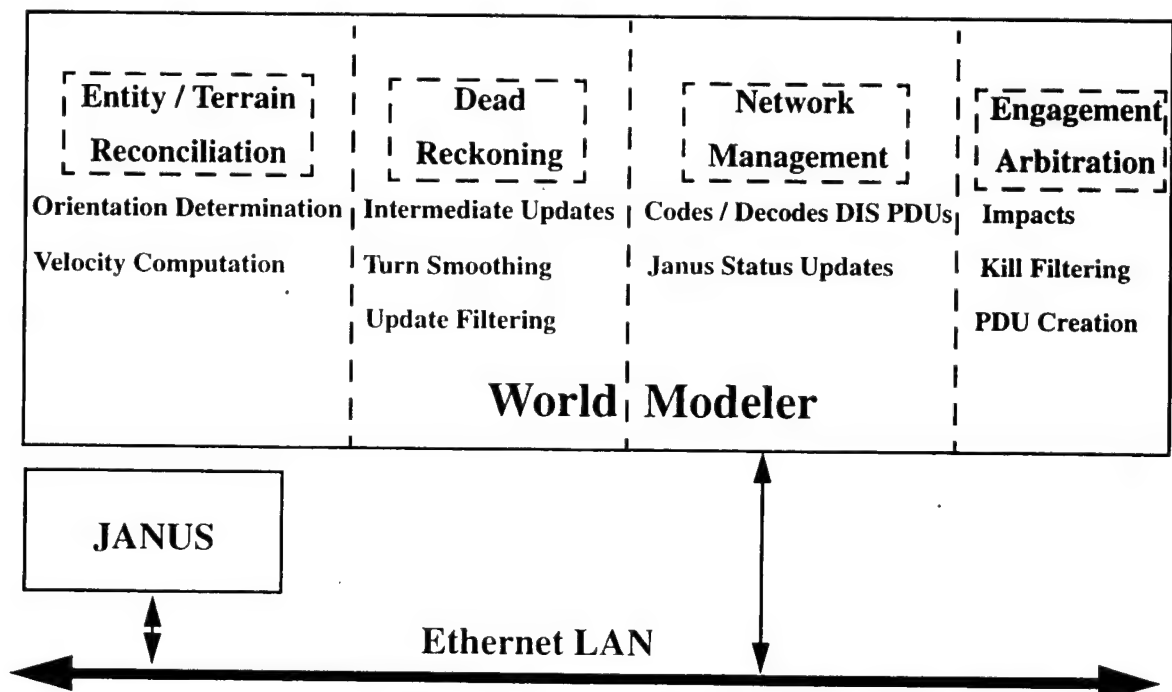 Entity / Terrain
Reconciliation
Orientation Determination
Velocity Computation
Dead
Reckoning
Intermediate Updates
Turn Smoothing
Update Filtering
Network
Management
Codes / Decodes DIS PDUs
Janus Status Updates
Engagement
Arbitration
Impacts
Kill Filtering
PDU Creation
World Modeler
JANUS
Ethernet LAN